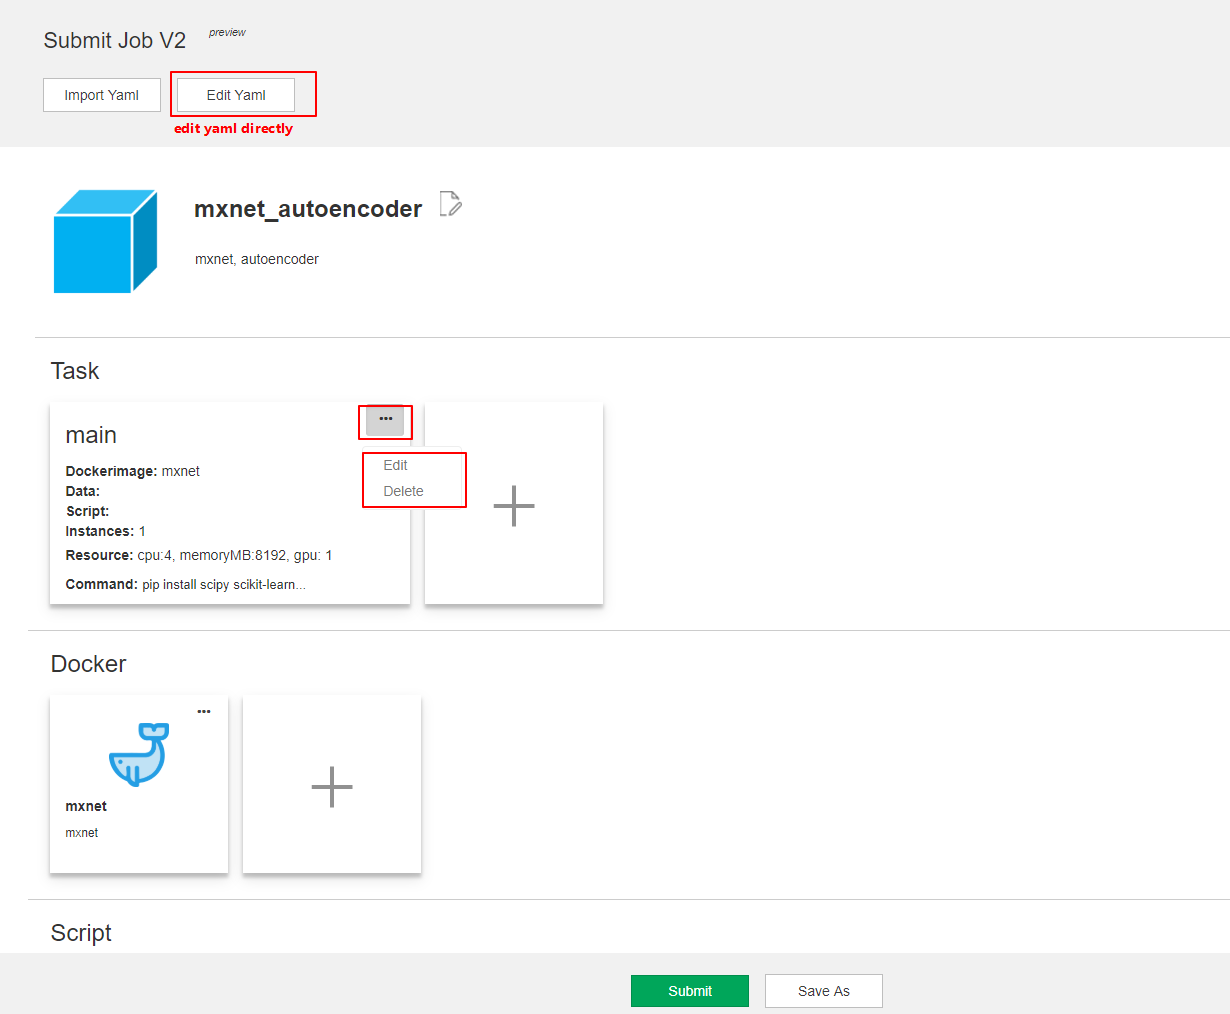 Submit Job V2 preview
Import Yaml
Edit Yaml
edit yaml directly
mxnet_autoencoder
mxnet, autoencoder
Task
main
Dockerimage: mxnet
Data:
Script:
Instances: 1
Resource: cpu:4, memoryMB:8192, gpu: 1
Command: pip install scipy scikit-learn...
Edit
Delete
Docker
mxnet
mxnet
Script
Submit
Save As